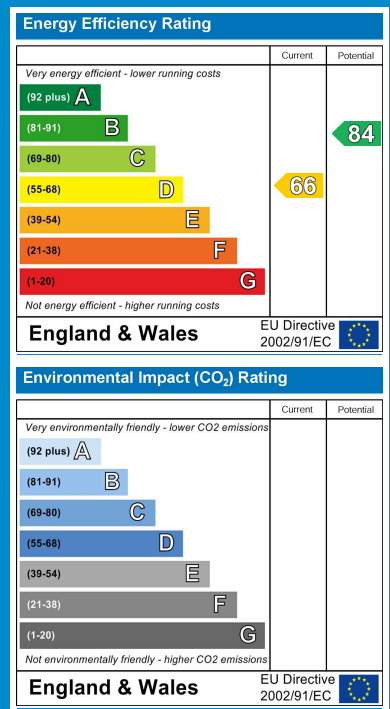 Energy Efficiency Rating
Current Potential
Very energy efficient - lower running costs
(92 plus) A
(81-91) B
84
(69-80) C
(55-68) D
66
(39-54) E
(21-38) F
(1-20) G
Not energy efficient - higher running costs
England & Wales
EU Directive
2002/91/EC
Environmental Impact (CO₂) Rating
Current Potential
Very environmentally friendly - lower CO2 emissions
(92 plus) A
(81-91) B
(69-80) C
(55-68) D
(39-54) E
(21-38) F
(1-20) G
Not environmentally friendly - higher CO2 emissions
England & Wales
EU Directive
2002/91/EC